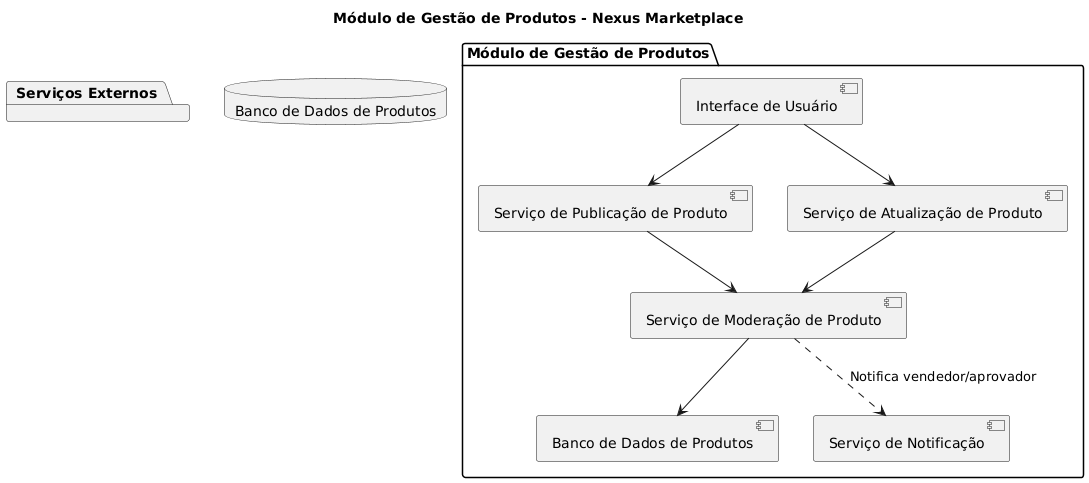 Módulo de Gestão de Produtos - Nexus Marketplace
Módulo de Gestão de Produtos
Serviços Externos
Banco de Dados de Produtos
Interface de Usuário
Serviço de Publicação de Produto
Serviço de Atualização de Produto
Serviço de Moderação de Produto
Notifica vendedor/aprovador
Banco de Dados de Produtos
Serviço de Notificação